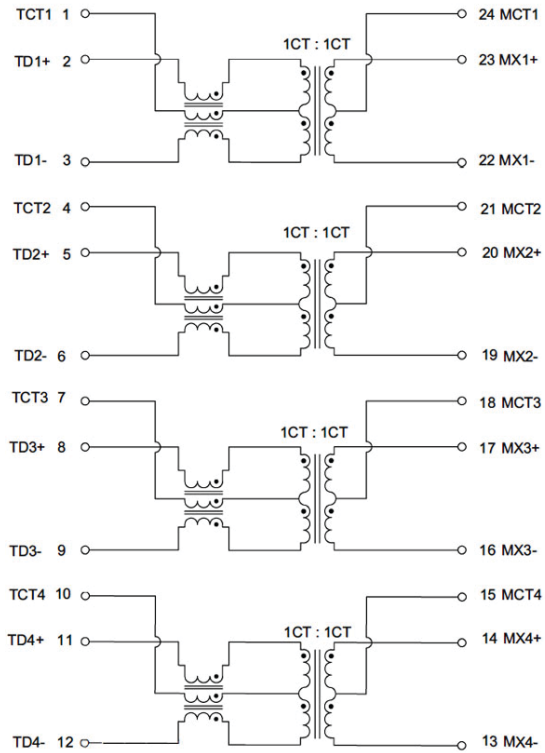 TCT1 1 24 MCT1
1CT : 1CT
TD1+ 2 23 MX1+
TD1- 3 22 MX1-
TCT2 4 21 MCT2
1CT : 1CT
TD2+ 5 20 MX2+
TD2- 6 19 MX2-
TCT3 7 18 MCT3
1CT : 1CT
TD3+ 8 17 MX3+
TD3- 9 16 MX3-
TCT4 10 15 MCT4
1CT : 1CT
TD4+ 11 14 MX4+
TD4- 12 13 MX4-